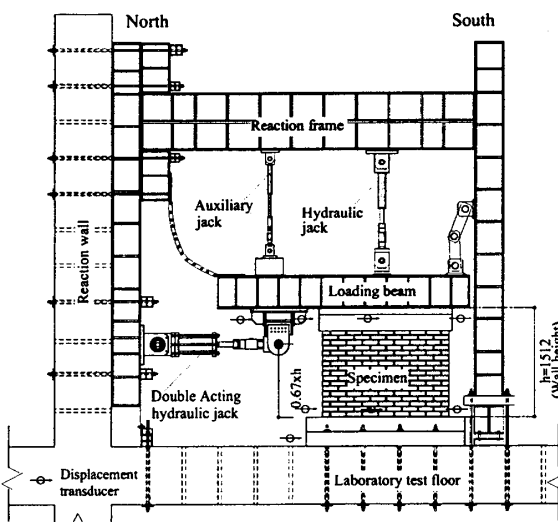 North
South
Reaction frame
Auxiliary
jack
Hydraulic
jack
Reaction wall
Loading beam
Specimen
0.67xh
h=1512
(Wall height)
Double Acting
hydraulic jack
Displacement
transducer
Laboratory test floor